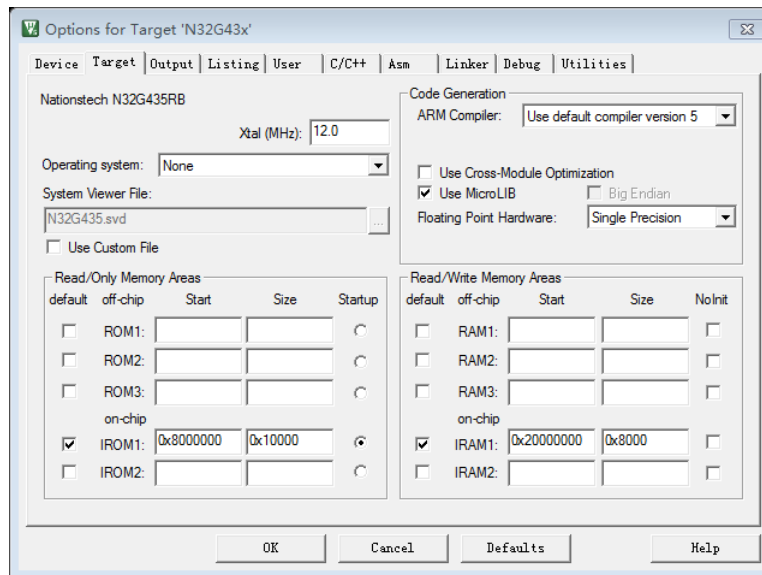 Options for Target 'N32G43x'
Device Target Output Listing User C/C++ Asm Linker Debug Utilities
Nationstech N32G435RB
Xtal (MHz): 12.0
Operating system: None
System Viewer File:
N32G435.svd ...
Use Custom File
Code Generation
ARM Compiler: Use default compiler version 5
Use Cross-Module Optimization
Use MicroLIB Big Endian
Floating Point Hardware: Single Precision
Read/Only Memory Areas
default off-chip Start Size Startup
ROM1:
ROM2:
ROM3:
on-chip
IROM1: 0x8000000 0x10000
IROM2:
Read/Write Memory Areas
default off-chip Start Size NoInit
RAM1:
RAM2:
RAM3:
on-chip
IRAM1: 0x20000000 0x8000
IRAM2:
OK Cancel Defaults Help